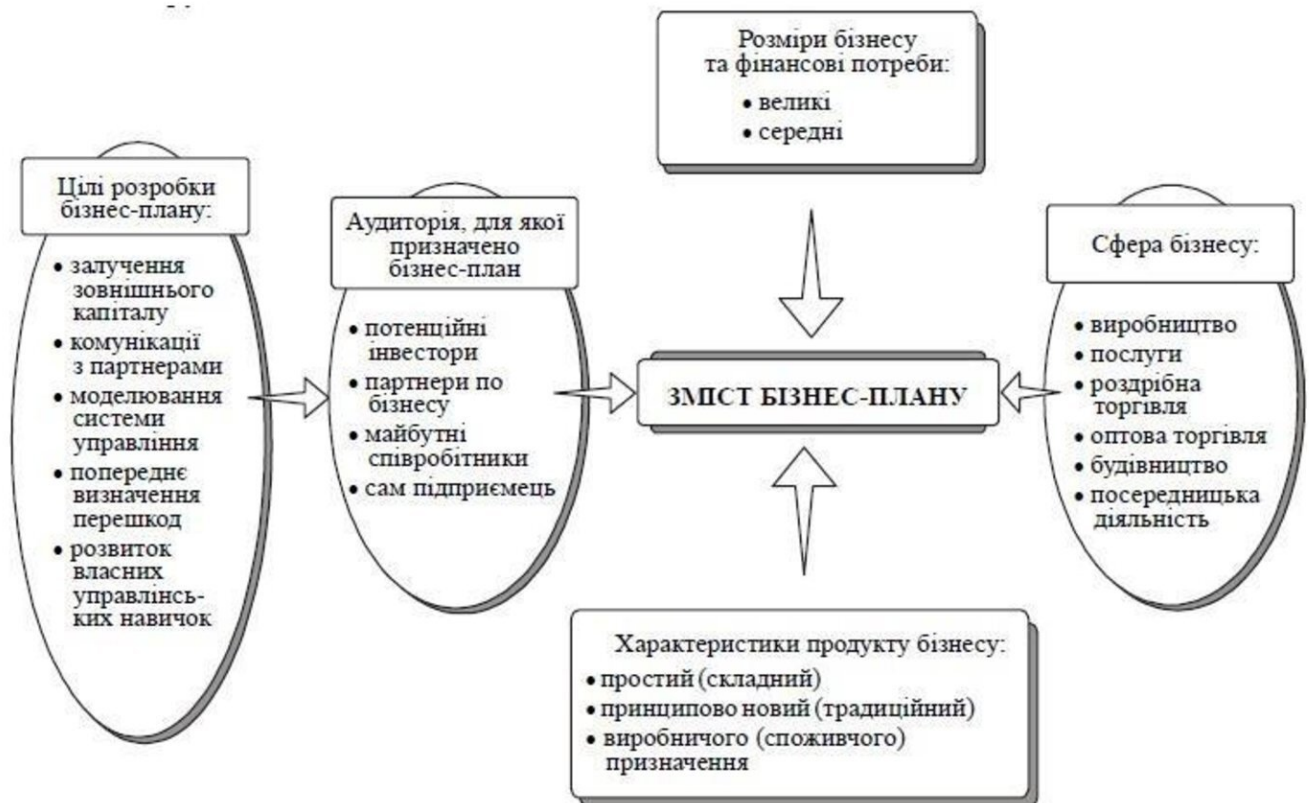 Розміри бізнесу
та фінансові потреби:
• великі
• середні
Цілі розробки
бізнес-плану:
• залучення
зовнішнього
капіталу
• комунікації
з партнерами
• моделювання
системи
управління
• попереднє
визначення
перешкод
• розвиток
власних
управлінсь-
ких навичок
Аудиторія, для якої
призначено
бізнес-план
• потенційні
інвестори
• партнери по
бізнесу
• майбутні
співробітники
• сам підприємець
ЗМІСТ БІЗНЕС-ПЛАНУ
Сфера бізнесу:
• виробництво
• послуги
• роздрібна
торгівля
• оптова торгівля
• будівництво
• посередницька
діяльність
Характеристики продукту бізнесу:
• простий (складний)
• принципово новий (традиційний)
• виробничого (споживчого)
призначення